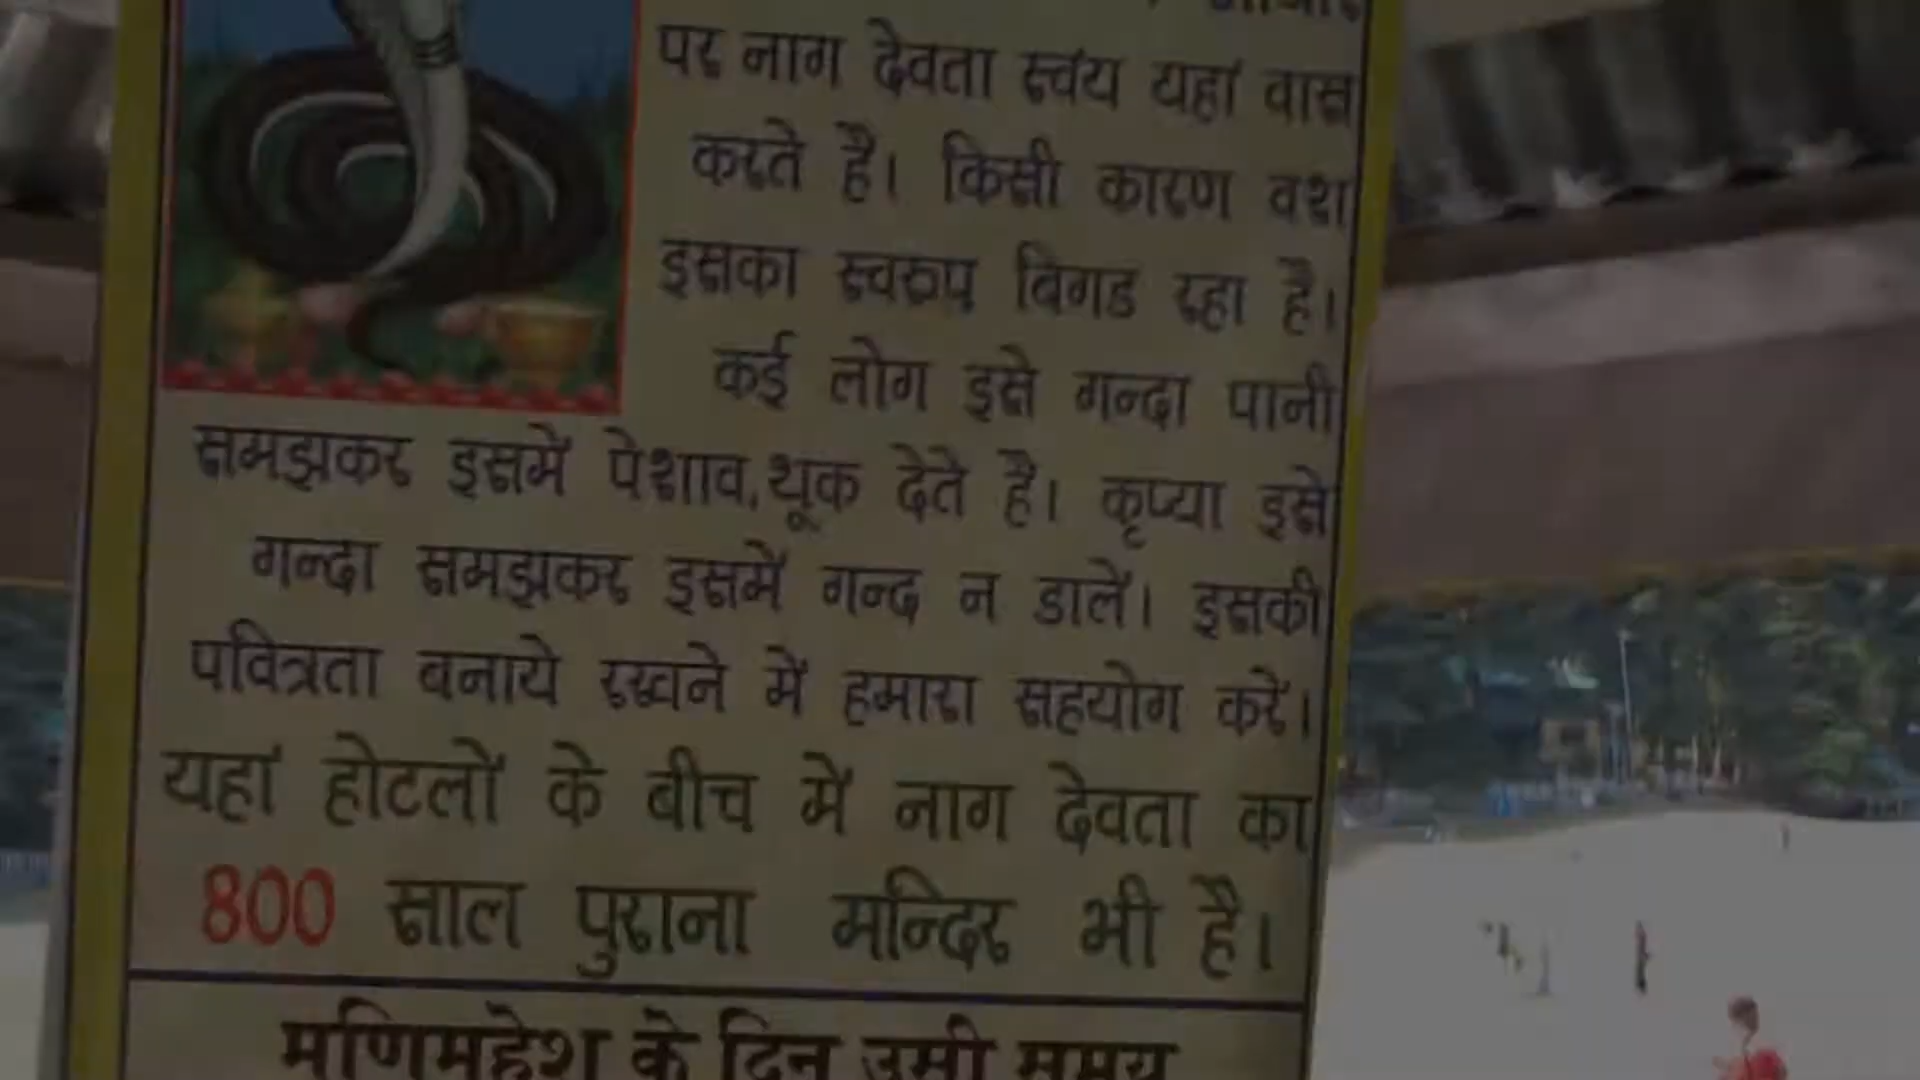 पर नाग देवता स्वंय यहां वास
करते है। किसी कारण वश
इसका स्वरुप बिगड रहा है।
कई लोग इसे गन्दा पानी
समझकर इसमें पेशाव,थूक देते है। कृप्या इसे
गन्दा समझकर इसमें गन्द न डालें। इसकी
पवित्रता बनाये रखने में हमारा सहयोग करें।
यहां होटलों के बीच में नाग देवता का
800 साल पुराना मन्दिर भी है।
मणिमहेश के दिन उसी समय